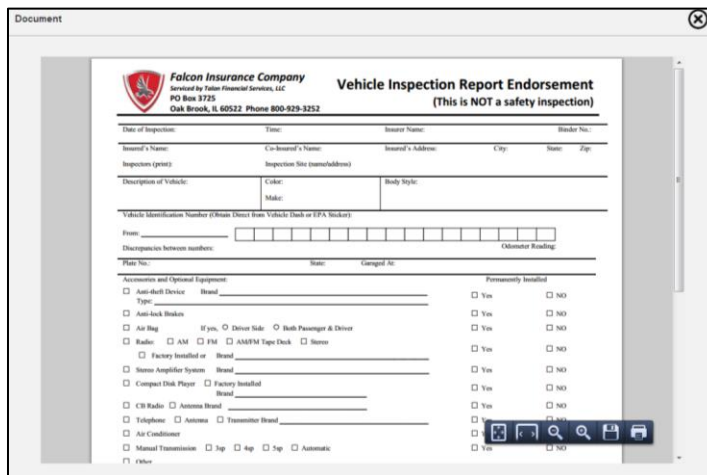 Document
Falcon Insurance Company
Serviced by Talon Financial Services, LLC
PO Box 3725
Oak Brook, IL 60522 Phone 800-929-3252
Vehicle Inspection Report Endorsement
(This is NOT a safety inspection)
Date of Inspection: Time: Insurer Name: Binder No.:
Insured's Name: Co-Insured's Name: Insured's Address: City: State: Zip:
Inspectors (print): Inspection Site (name/address)
Description of Vehicle: Color: Body Style:
Make:
Vehicle Identification Number (Obtain Direct from Vehicle Dash or EPA Sticker):
From:
Discrepancies between numbers: Odometer Reading:
Plate No.: State: Garaged At:
Accessories and Optional Equipment: Permanently Installed
Anti-theft Device Brand Yes NO
Type:
Anti-lock Brakes Yes NO
Air Bag If yes, Driver Side Both Passenger & Driver Yes NO
Radio: AM FM AM/FM Tape Deck Stereo Yes NO
Factory Installed or Brand
Stereo Amplifier System Brand Yes NO
Compact Disk Player Factory Installed Yes NO
Brand
CB Radio Antenna Brand Yes NO
Telephone Antenna Transmitter Brand Yes NO
Air Conditioner
Manual Transmission 3sp 4sp 5sp Automatic Yes NO
Other